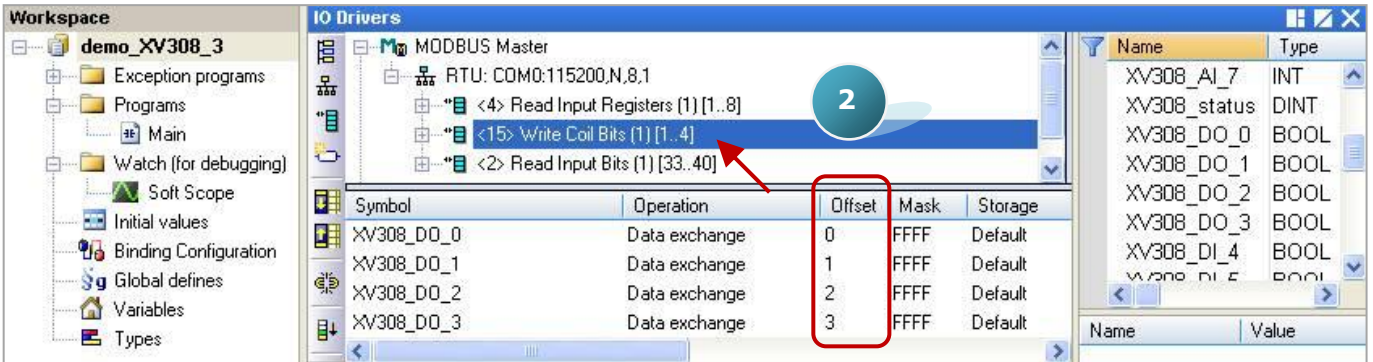 Workspace
demo_XV308_3
Exception programs
Programs
Main
Watch (for debugging)
Soft Scope
Initial values
Binding Configuration
Global defines
Variables
Types
IO Drivers
MODBUS Master
RTU: COM0:115200,N,8,1
<4> Read Input Registers (1) [1..8]
<15> Write Coil Bits (1) [1..4]
<2> Read Input Bits (1) [33..40]
2
Symbol Operation Offset Mask Storage
XV308_DO_0 Data exchange 0 FFFF Default
XV308_DO_1 Data exchange 1 FFFF Default
XV308_DO_2 Data exchange 2 FFFF Default
XV308_DO_3 Data exchange 3 FFFF Default
Name Type
XV308_AI_7 INT
XV308_status DINT
XV308_DO_0 BOOL
XV308_DO_1 BOOL
XV308_DO_2 BOOL
XV308_DO_3 BOOL
XV308_DI_4 BOOL
XV308_DI_5 BOOL
Name Value